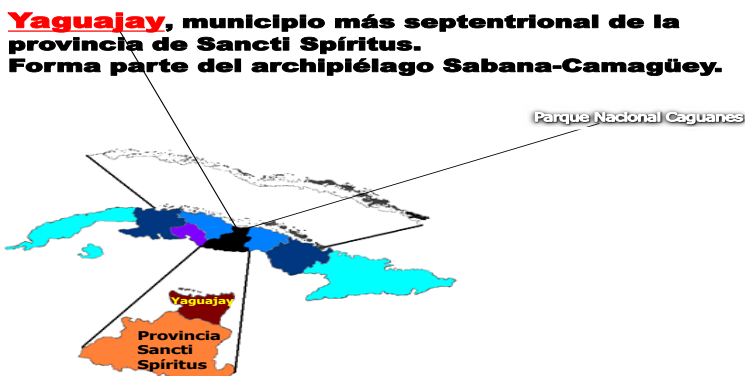 Yaguajay, municipio más septentrional de la
provincia de Sancti Spíritus.
Forma parte del archipiélago Sabana-Camagüey.
Parque Nacional Caguanes
Yaguajay
Provincia
Sancti
Spíritus